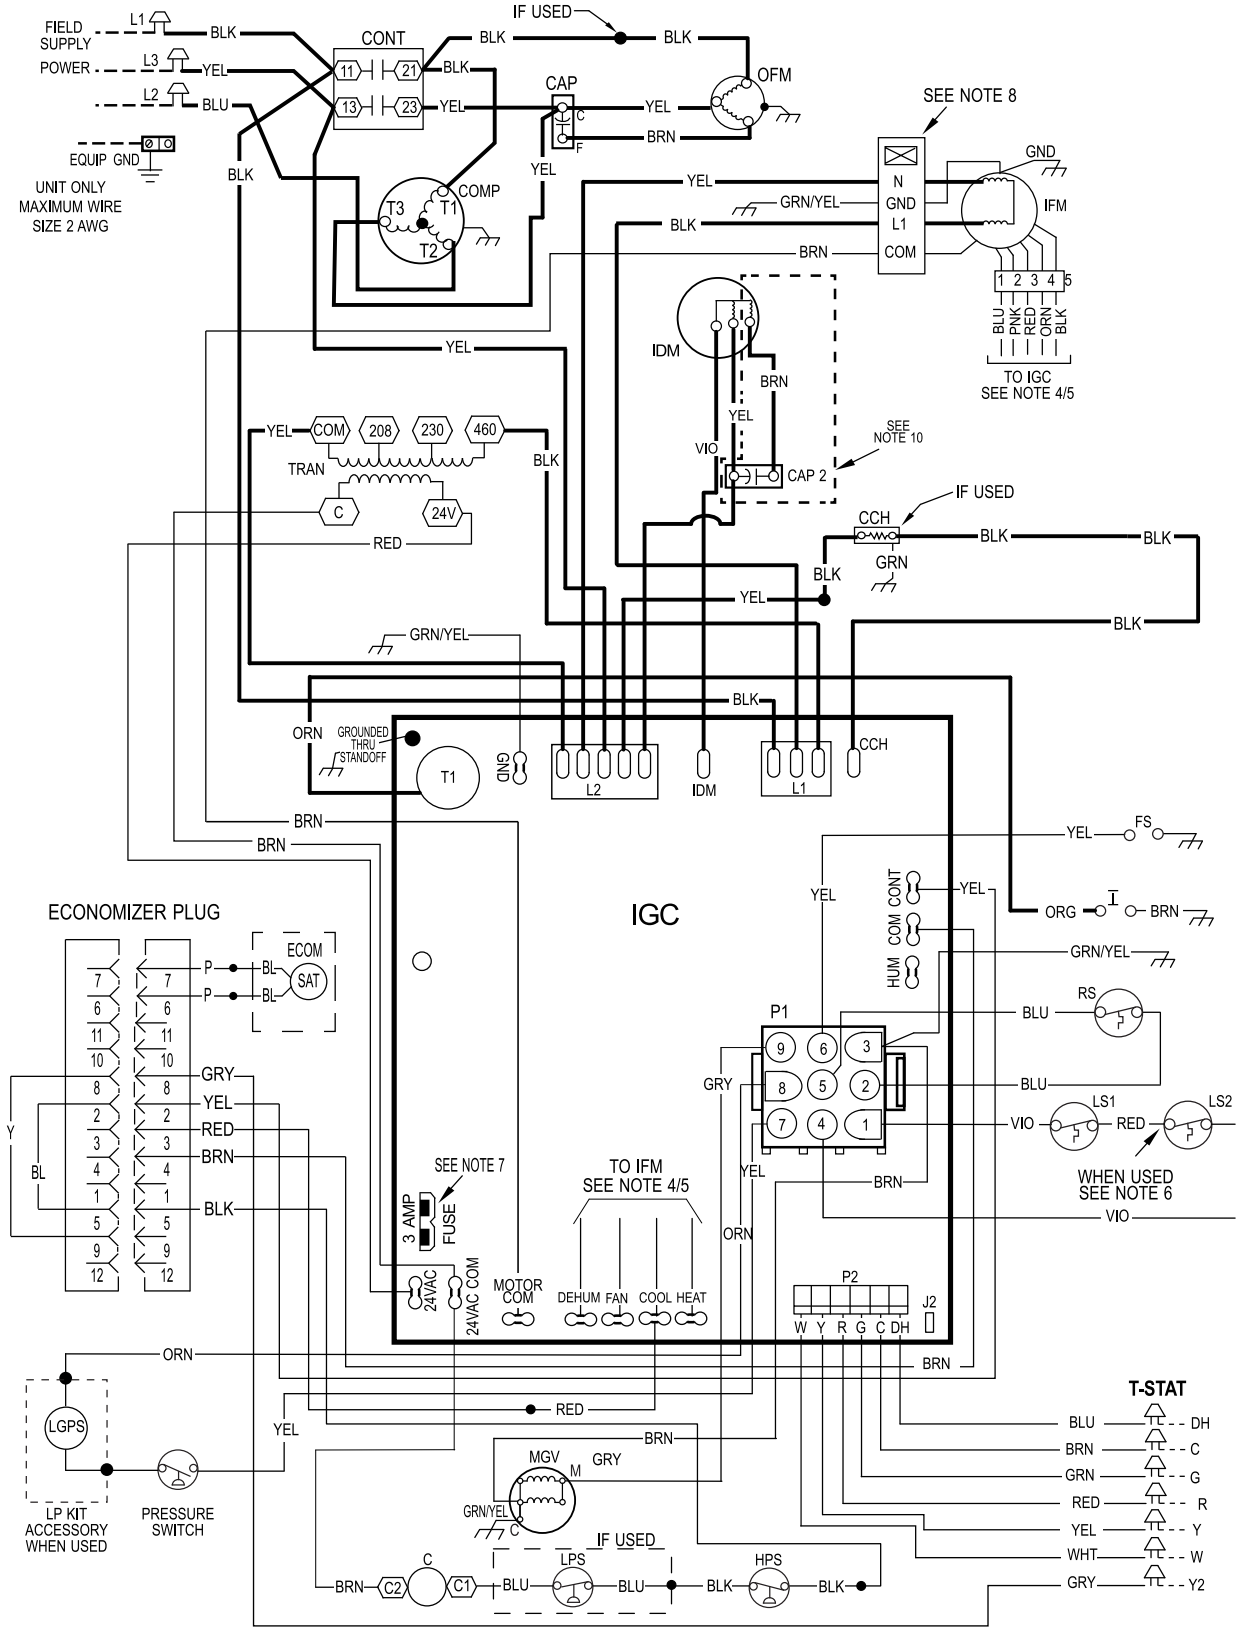 L1
FIELD
SUPPLY
POWER
BLK
L3
YEL
L2
BLU
EQUIP GND
UNIT ONLY
MAXIMUM WIRE
SIZE 2 AWG
CONT
11
21
13
23
BLK
BLK
YEL
IF USED
BLK
BLK
CAP
C
F
YEL
BRN
OFM
YEL
BLK
COMP
T3
T1
T2
SEE NOTE 8
N
GND
L1
COM
YEL
GRN/YEL
BLK
BRN
GND
IFM
1 2 3 4 5
BLU
PNK
RED
ORN
BLK
TO IGC
SEE NOTE 4/5
IDM
BRN
YEL
VIO
CAP 2
SEE
NOTE 10
YEL
YEL
COM
208
230
460
TRAN
BLK
C
24V
RED
IF USED
CCH
GRN
BLK
BLK
BLK
BLK
YEL
GRN/YEL
BLK
ORN
GROUNDED
THRU
STANDOFF
T1
GND
L2
IDM
L1
CCH
BRN
BRN
IGC
YEL
YEL
FS
CONT
YEL
COM
HUM
ORG
I
BRN
GRN/YEL
RS
BLU
BLU
P1
9
6
3
8
5
2
7
4
1
GRY
VIO
LS1
RED
LS2
WHEN USED
SEE NOTE 6
VIO
BRN
YEL
ORN
ECONOMIZER PLUG
7
6
11
10
8
2
3
4
1
5
9
12
7
6
11
10
8
2
3
4
1
5
9
12
P
BL
P
BL
ECOM
SAT
GRY
YEL
RED
BRN
BLK
Y
BL
SEE NOTE 7
3 AMP
FUSE
TO IFM
SEE NOTE 4/5
24VAC
24VAC COM
MOTOR
COM
DEHUM
FAN
COOL
HEAT
P2
W Y R G C DH
J2
BRN
ORN
LGPS
LP KIT
ACCESSORY
WHEN USED
PRESSURE
SWITCH
YEL
RED
BRN
MGV
M
GRY
GRN/YEL
C
IF USED
BRN
C2
C
C1
BLU
LPS
BLU
BLK
HPS
BLK
T-STAT
BLU
DH
BRN
C
GRN
G
RED
R
YEL
Y
WHT
W
GRY
Y2